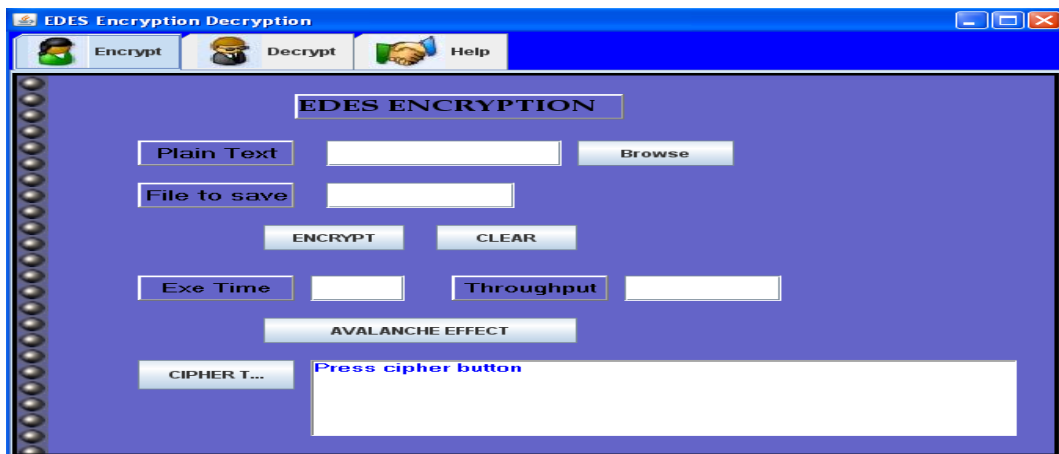 EDES Encryption Decryption
Encrypt Decrypt Help
EDES ENCRYPTION
Plain Text Browse
File to save
ENCRYPT CLEAR
Exe Time Throughput
AVALANCHE EFFECT
CIPHER T... Press cipher button